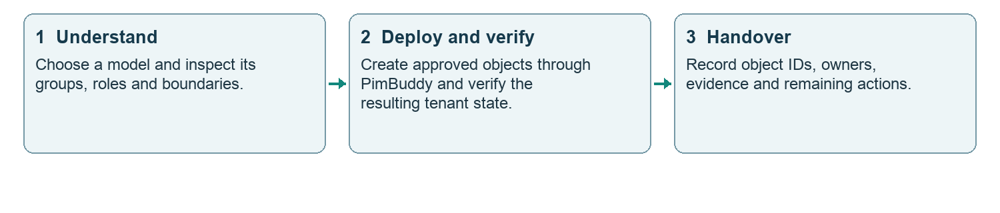 1 Understand
Choose a model and inspect its
groups, roles and boundaries.
2 Deploy and verify
Create approved objects through
PimBuddy and verify the
resulting tenant state.
3 Handover
Record object IDs, owners,
evidence and remaining actions.